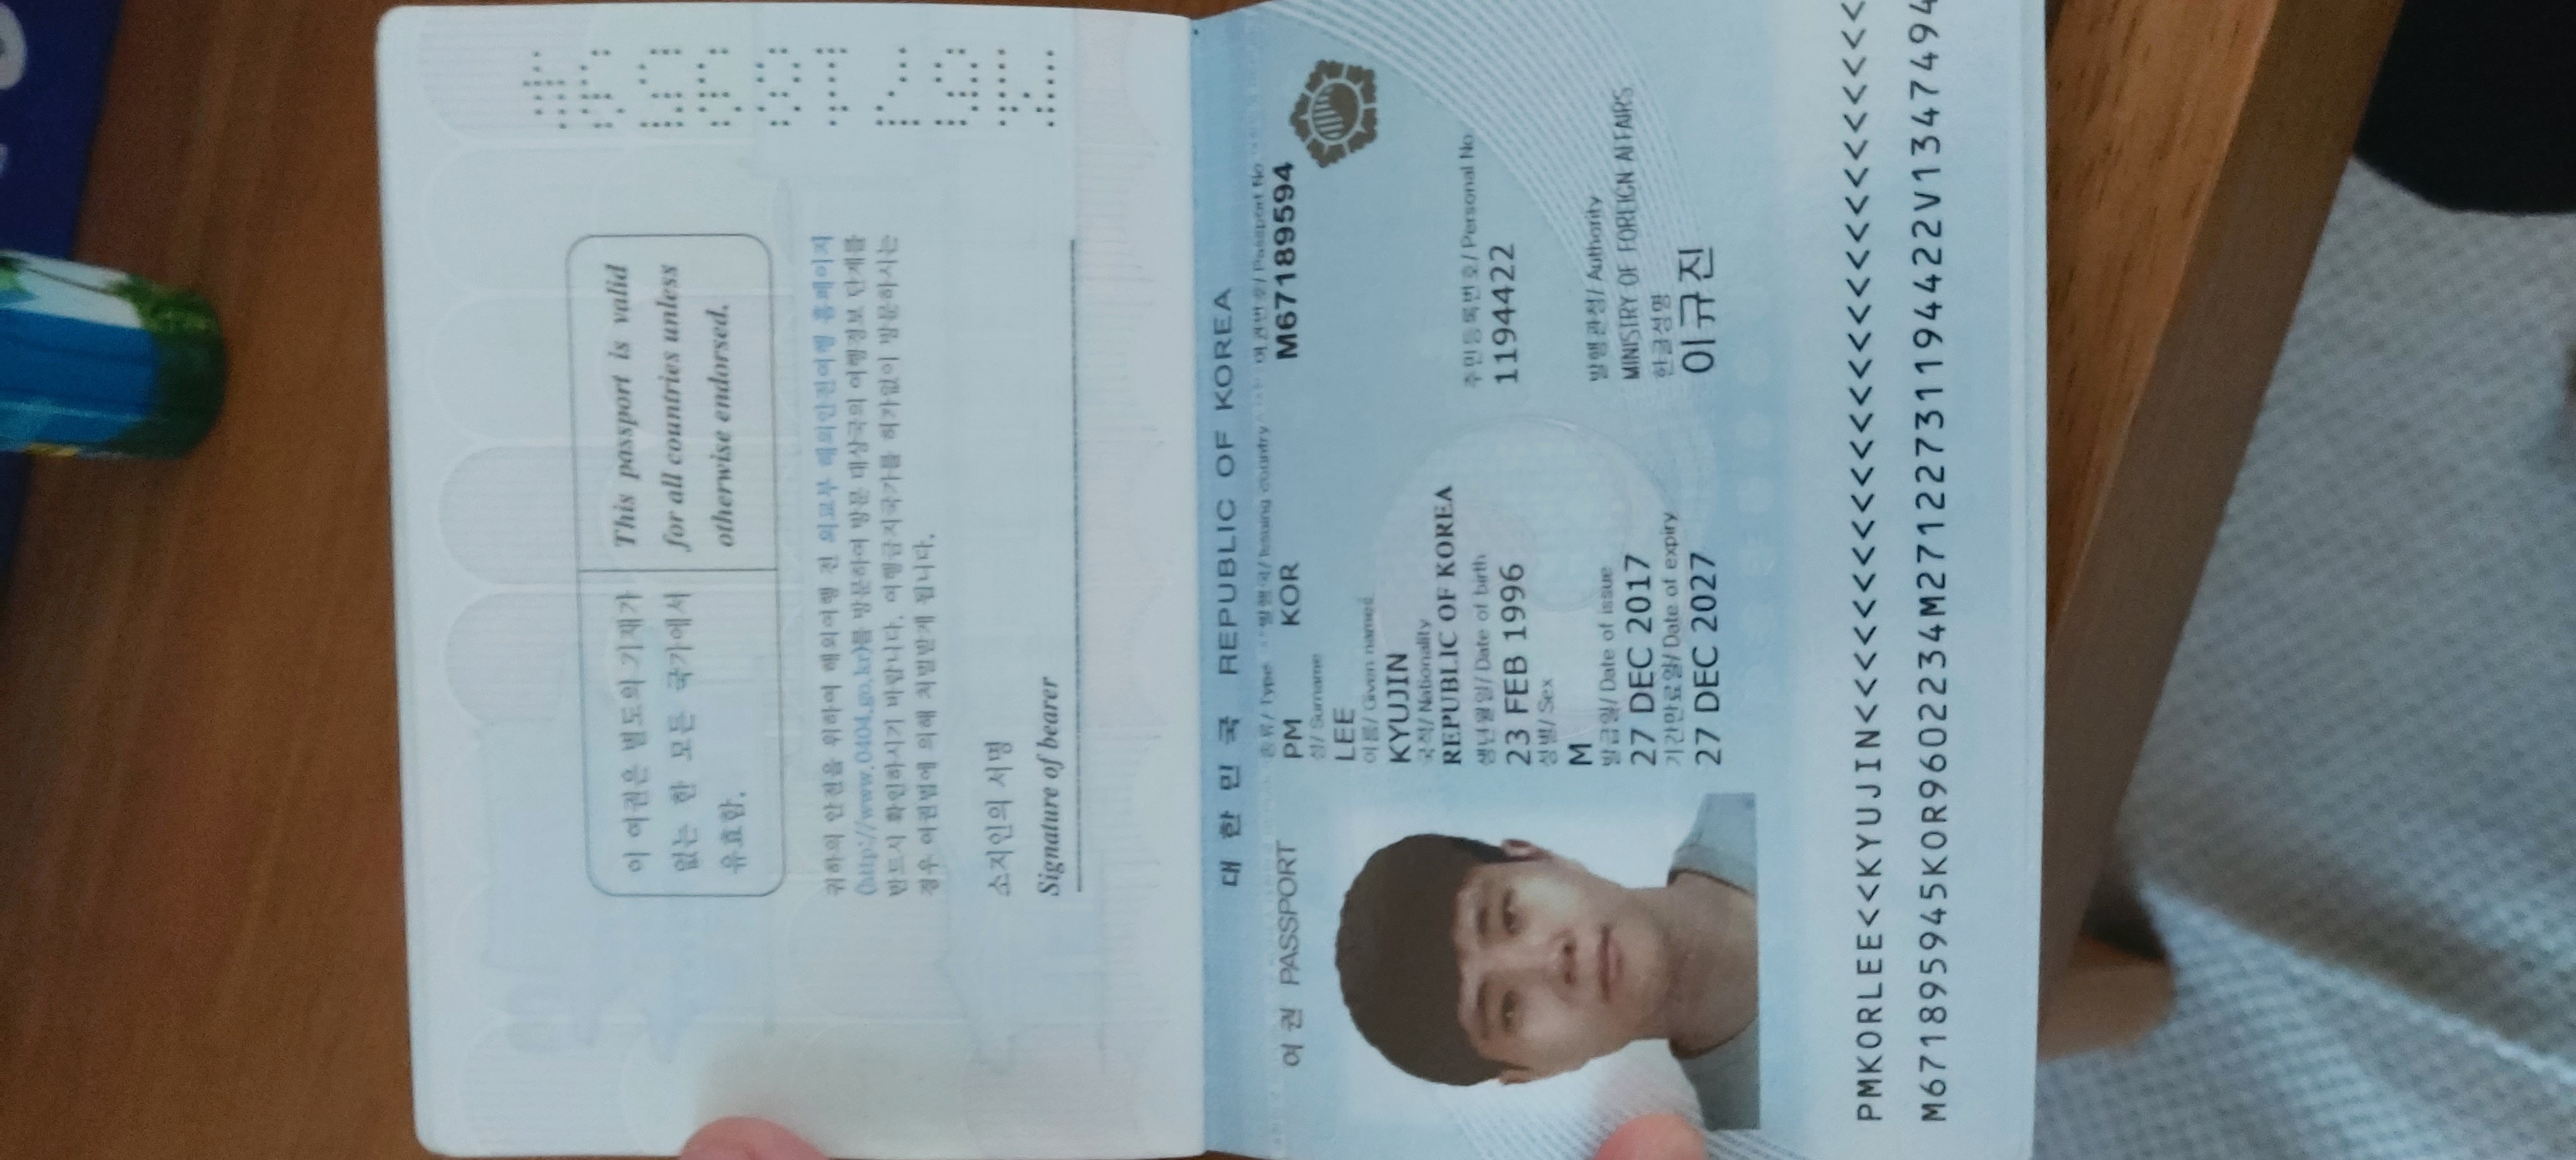 이 여권은 별도의 기재가
없는 한 모든 국가에서
유효함.
This passport is valid
for all countries unless
otherwise endorsed.
귀하의 안전을 위하여 해외여행 전 외교부 해외안전여행 홈페이지
(http://www.0404.go.kr)를 방문하여 방문 대상국의 여행정보 단계를
반드시 확인하시기 바랍니다. 여행금지국가를 허가없이 방문하시는
경우 여권법에 의해 처벌받게 됩니다.
소지인의 서명
Signature of bearer
대 한 민 국 REPUBLIC OF KOREA
여 권 PASSPORT
종류/ Type 발행국/ Issuing country 여권번호/ Passport No
PM KOR M67189594
성/ Surname
LEE
이름/ Given names
KYUJIN
국적/ Nationality
REPUBLIC OF KOREA
생년월일/ Date of birth 주민등록번호/ Personal No
23 FEB 1996 1194422
성별/ Sex
M
발급일/ Date of issue 발행관청/ Authority
27 DEC 2017 MINISTRY OF FOREIGN AFFAIRS
기간만료일/ Date of expiry 한글성명
27 DEC 2027 이규진
PMKORLEE<<KYUJIN<<<<<<<<<<<<<<<<<<<<<<<<<<<<
M671895945KOR9602234M27122731194422V1347494